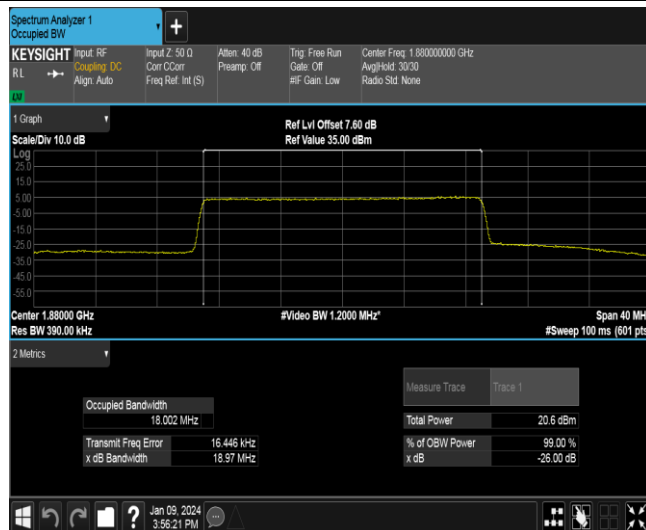 Spectrum Analyzer 1
Occupied BW
+
KEYSIGHT
RL
LXI
Input: RF
Coupling: DC
Align: Auto
Input Z: 50 Ω
Corr CCorr
Freq Ref: Int (S)
Atten: 40 dB
Preamp: Off
Trig: Free Run
Gate: Off
#IF Gain: Low
Center Freq: 1.880000000 GHz
Avg|Hold: 30/30
Radio Std: None
1 Graph
Scale/Div 10.0 dB
Ref Lvl Offset 7.60 dB
Ref Value 35.00 dBm
Log
25.0
15.0
5.00
-5.00
-15.0
-25.0
-35.0
-45.0
-55.0
Center 1.88000 GHz
Res BW 390.00 kHz
#Video BW 1.2000 MHz*
Span 40 MH
#Sweep 100 ms (601 pts
2 Metrics
Measure Trace Trace 1
Occupied Bandwidth
18.002 MHz
Total Power 20.6 dBm
Transmit Freq Error 16.446 kHz
% of OBW Power 99.00 %
x dB Bandwidth 18.97 MHz
x dB -26.00 dB
?
Jan 09, 2024
3:56:21 PM